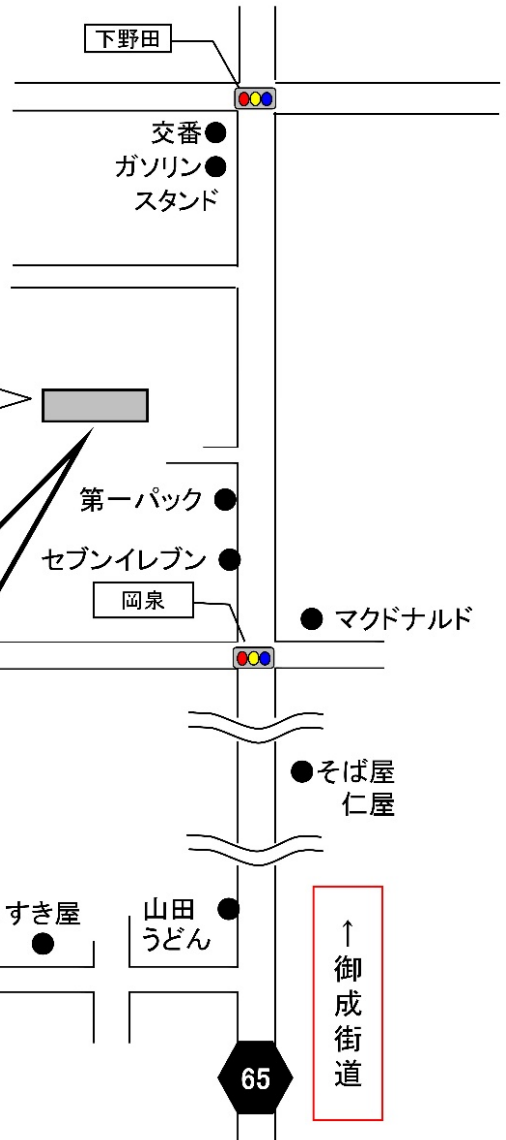 下野田
交番
ガソリン
スタンド
第一パック
セブンイレブン
岡泉
マクドナルド
そば屋
仁屋
すき屋
山田
うどん
↑御成街道
65